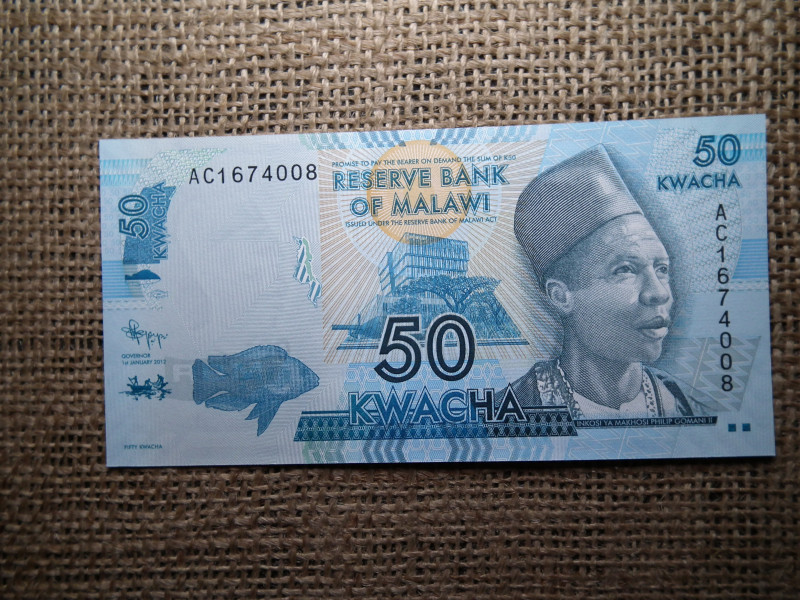 PROMISE TO PAY THE BEARER ON DEMAND THE SUM OF K50
RESERVE BANK
OF MALAWI
ISSUED UNDER THE RESERVE BANK OF MALAWI ACT
AC1674008
50
KWACHA
50
KWACHA
AC1674008
GOVERNOR
1st JANUARY 2012
50
KWACHA
FIFTY KWACHA
INKOSI YA MAKHOSI PHILIP GOMANI II